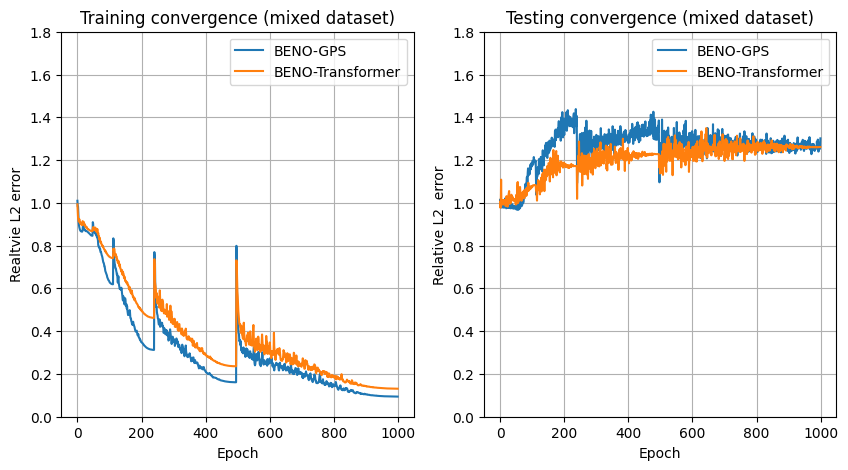 Training convergence (mixed dataset)
1.8
1.6
1.4
1.2
1.0
0.8
0.6
0.4
0.2
0.0
Realtvie L2 error
BENO-GPS
BENO-Transformer
0 200 400 600 800 1000
Epoch
Testing convergence (mixed dataset)
1.8
1.6
1.4
1.2
1.0
0.8
0.6
0.4
0.2
0.0
Relative L2  error
BENO-GPS
BENO-Transformer
0 200 400 600 800 1000
Epoch